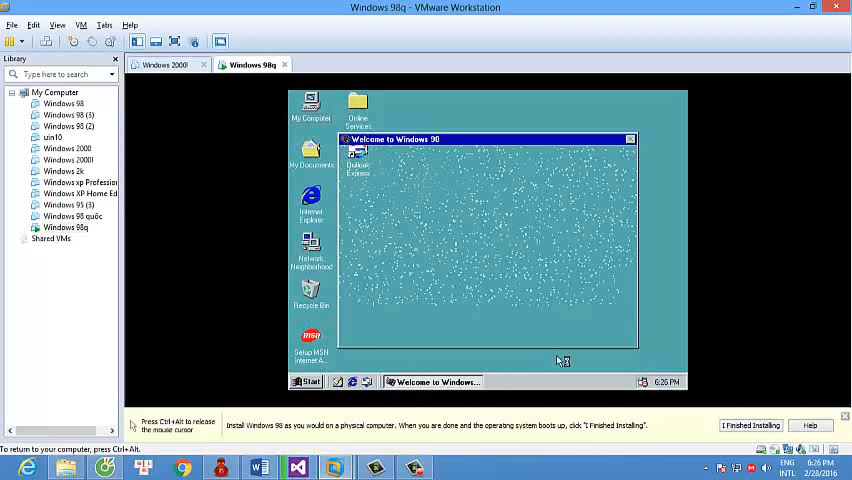 Windows 98q - VMware Workstation
File Edit View VM Tabs Help
Library
Type here to search
Windows 2000l
Windows 98q
My Computer
Windows 98
Windows 98 (3)
Windows 98 (2)
uin10
Windows 2000
Windows 2000l
Windows 2k
Windows xp Profession
Windows XP Home Ed
Windows 95 (3)
Windows 98 quốc
Windows 98q
Shared VMs
My Computer
Online
Services
Welcome to Windows 98
My Documents
Outlook
Express
Internet
Explorer
Network
Neighborhood
Recycle Bin
msn
Setup MSN
Internet A...
Start
Welcome to Windows...
6:26 PM
Press Ctrl+Alt to release
the mouse cursor
Install Windows 98 as you would on a physical computer. When you are done and the operating system boots up, click "I Finished Installing".
I Finished Installing
Help
To return to your computer, press Ctrl+Alt.
ENG
INTL
6:26 PM
2/28/2016